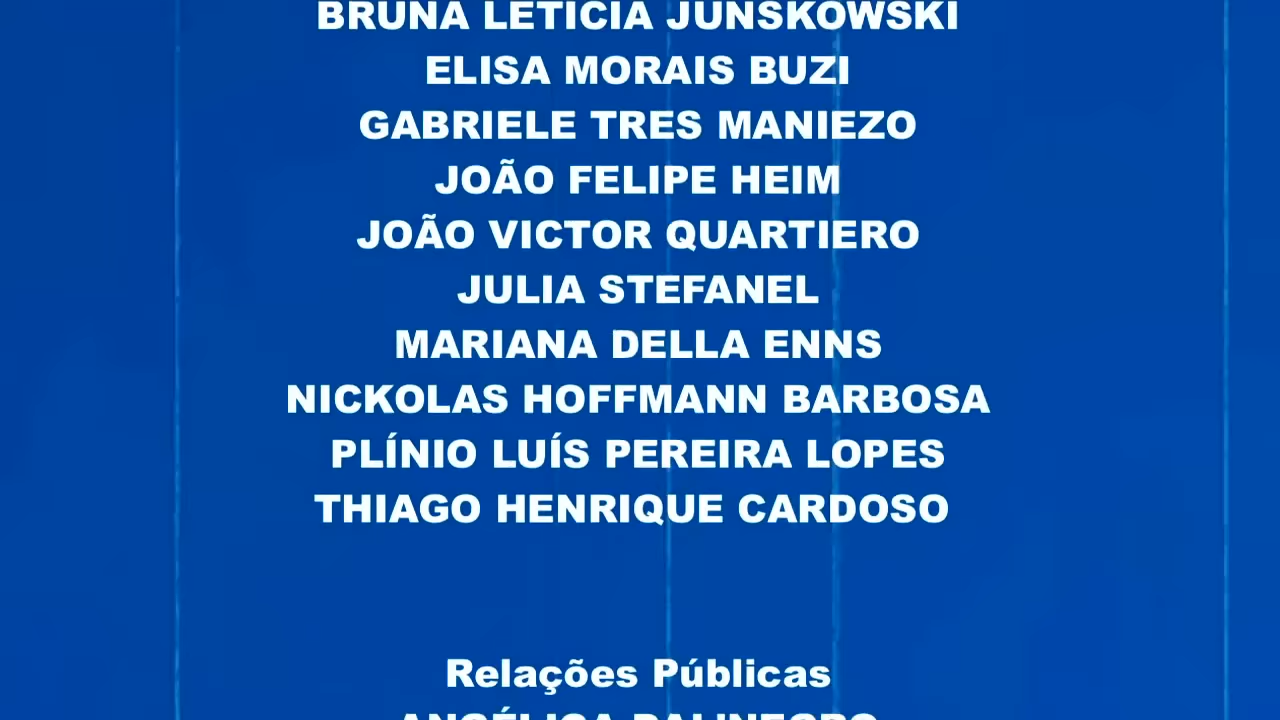 BRUNA LETICIA JUNSKOWSKI
ELISA MORAIS BUZI
GABRIELE TRES MANIEZO
JOÃO FELIPE HEIM
JOÃO VICTOR QUARTIERO
JULIA STEFANEL
MARIANA DELLA ENNS
NICKOLAS HOFFMANN BARBOSA
PLÍNIO LUÍS PEREIRA LOPES
THIAGO HENRIQUE CARDOSO
Relações Públicas
ANGÉLICA